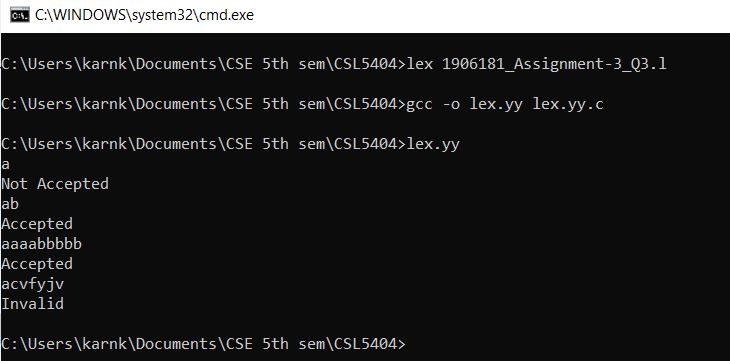 C:\WINDOWS\system32\cmd.exe
C:\Users\karnk\Documents\CSE 5th sem\CSL5404>lex 1906181_Assignment-3_Q3.l
C:\Users\karnk\Documents\CSE 5th sem\CSL5404>gcc -o lex.yy lex.yy.c
C:\Users\karnk\Documents\CSE 5th sem\CSL5404>lex.yy
a
Not Accepted
ab
Accepted
aaaabbbbb
Accepted
acvfyjv
Invalid
C:\Users\karnk\Documents\CSE 5th sem\CSL5404>